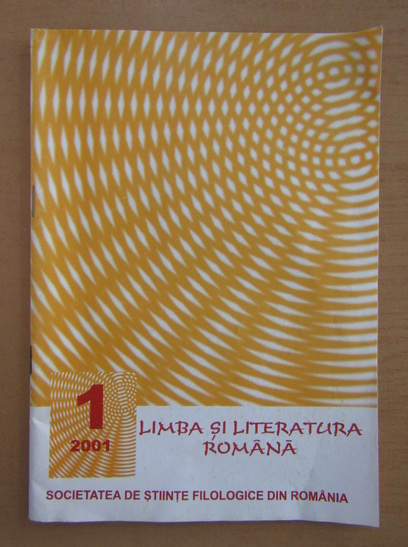 1
2001
LIMBA ȘI LITERATURA
ROMÂNĂ
SOCIETATEA DE ȘTIINȚE FILOLOGICE DIN ROMÂNIA